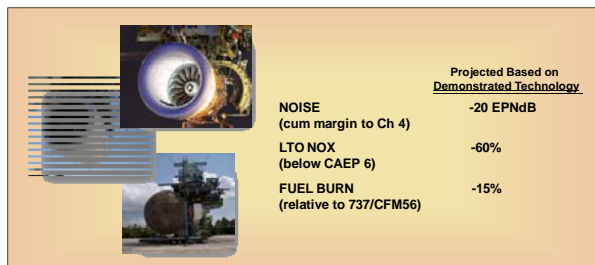 Projected Based on
Demonstrated Technology
NOISE -20 EPNdB
(cum margin to Ch 4)
LTO NOX -60%
(below CAEP 6)
FUEL BURN -15%
(relative to 737/CFM56)